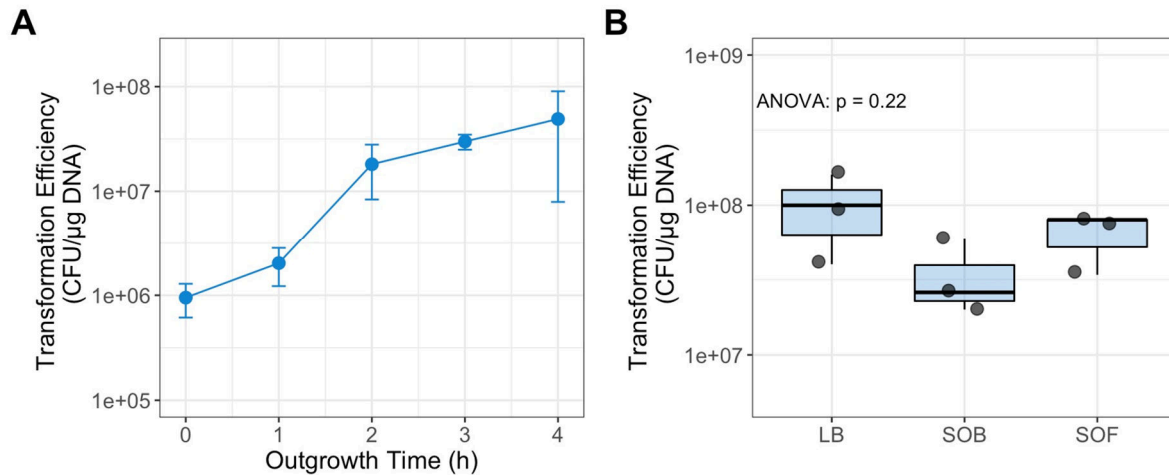 A
Transformation Efficiency
(CFU/µg DNA)
1e+08
1e+07
1e+06
1e+05
0 1 2 3 4
Outgrowth Time (h)
B
Transformation Efficiency
(CFU/µg DNA)
1e+09
1e+08
1e+07
ANOVA: p = 0.22
LB SOB SOF